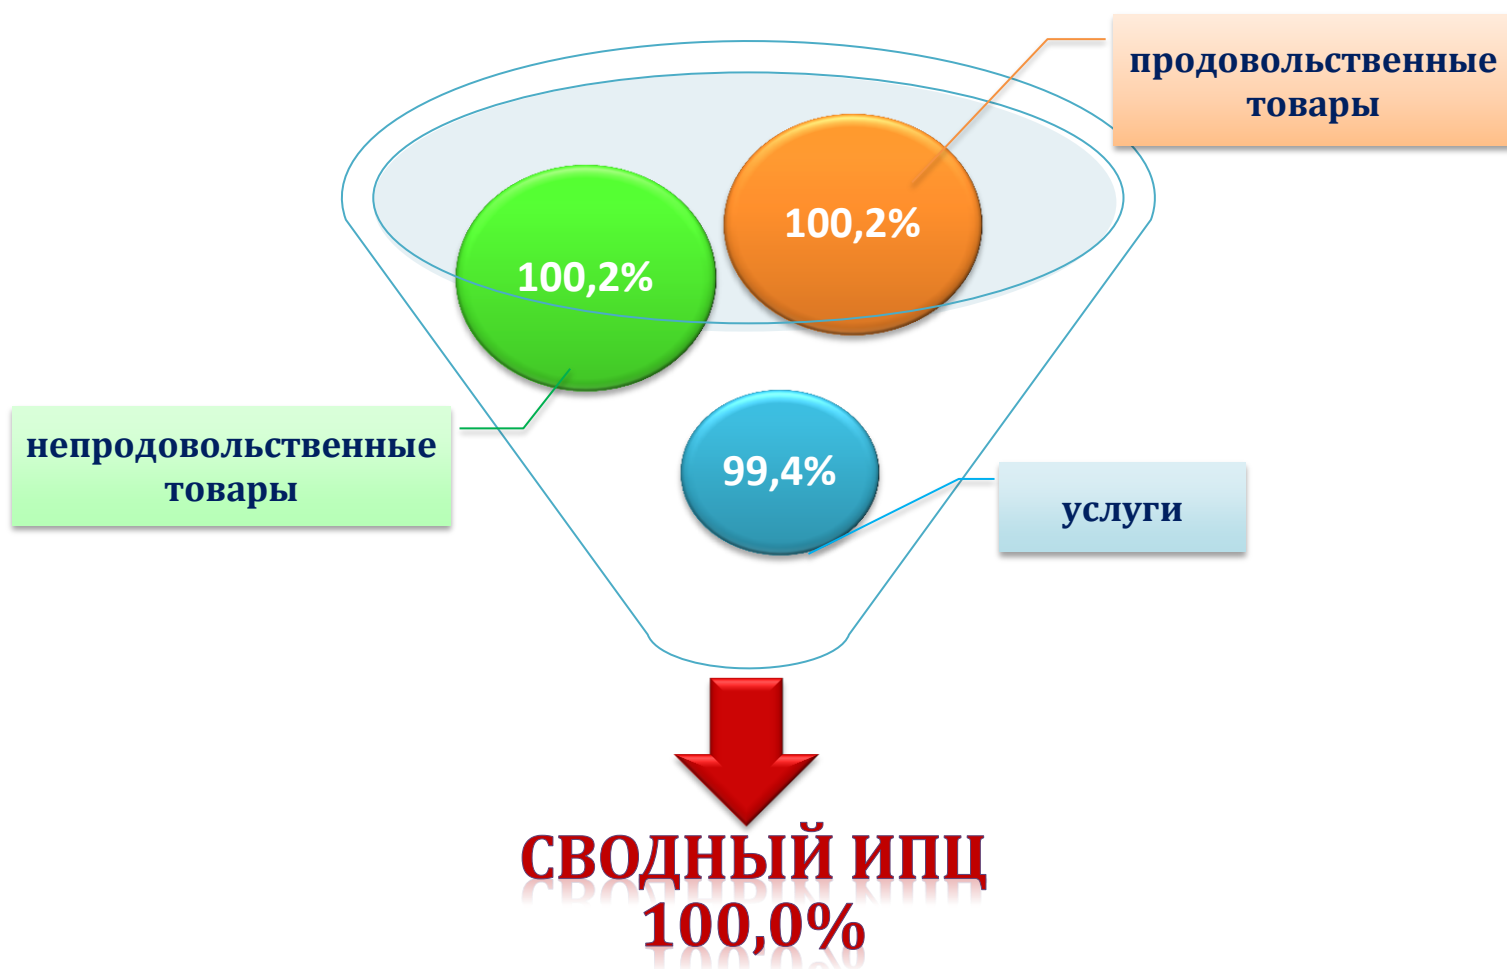 продовольственные
товары
100,2%
100,2%
непродовольственные
товары
99,4%
услуги
СВОДНЫЙ ИПЦ
100,0%